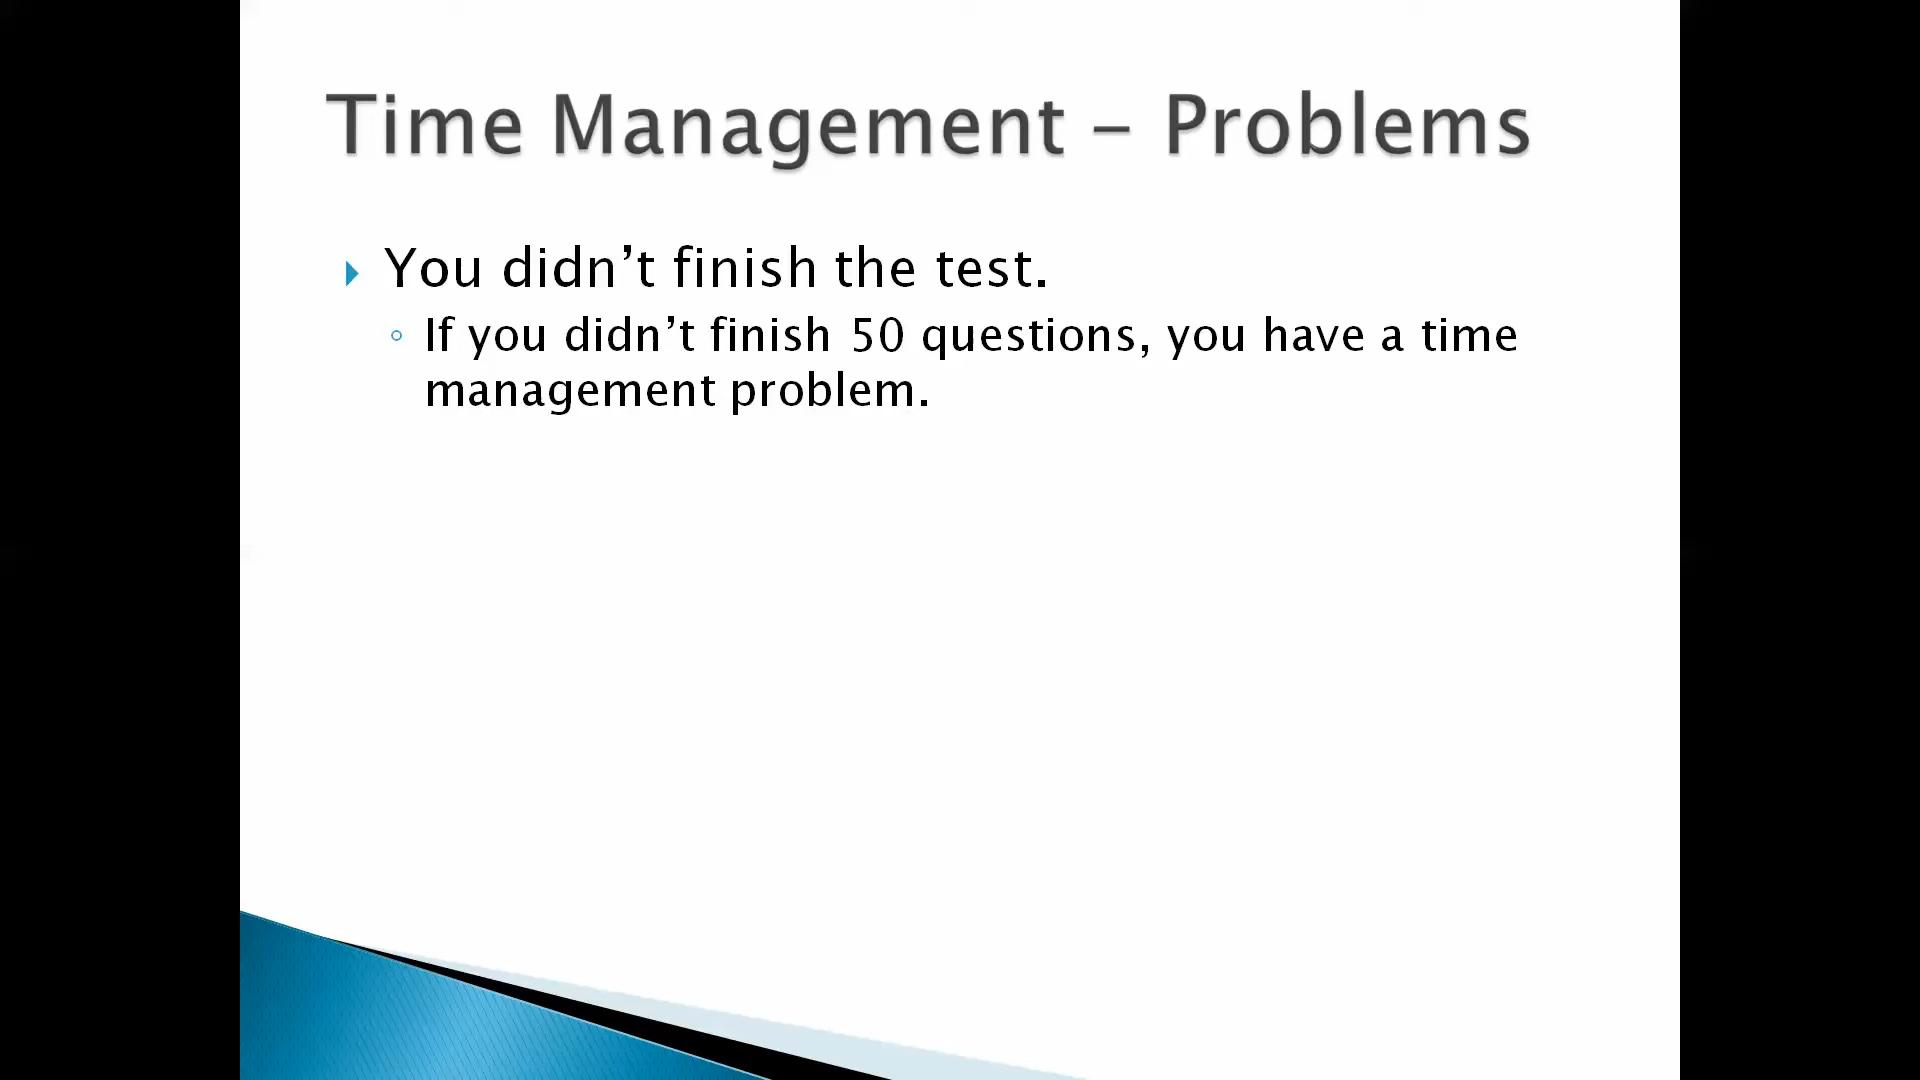 Time Management – Problems
You didn’t finish the test.
If you didn’t finish 50 questions, you have a time
management problem.